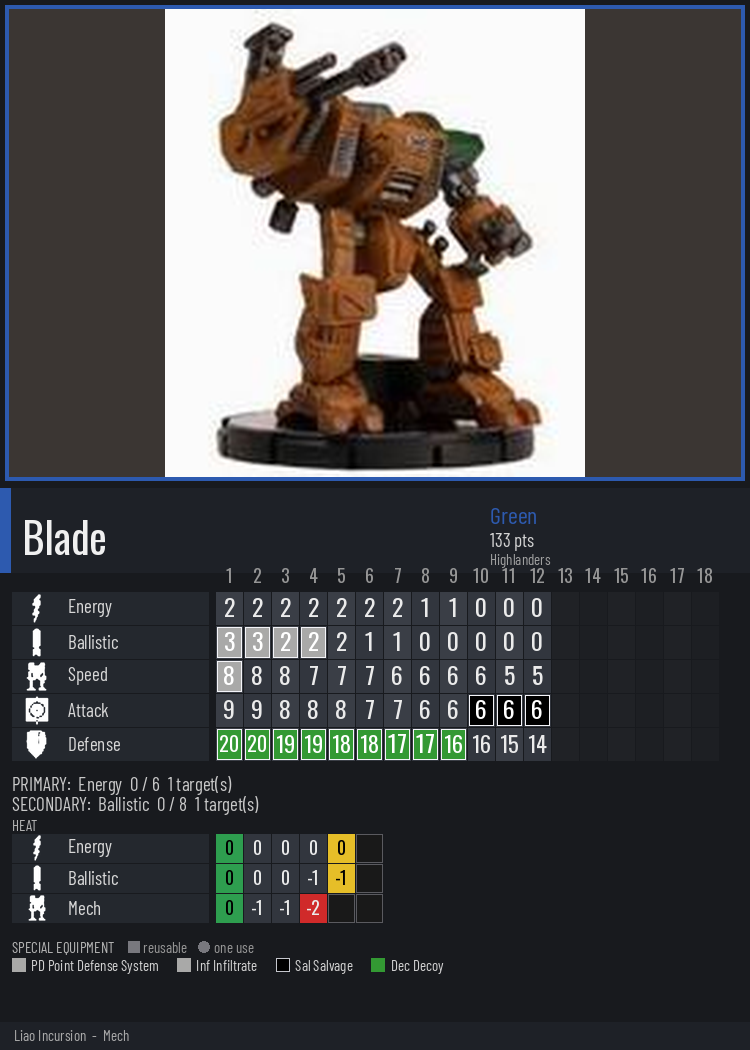 Blade
Green
133 pts
Highlanders
1 2 3 4 5 6 7 8 9 10 11 12 13 14 15 16 17 18
Energy 2 2 2 2 2 2 2 1 1 0 0 0
Ballistic 3 3 2 2 2 1 1 0 0 0 0 0
Speed 8 8 8 7 7 7 6 6 6 6 5 5
Attack 9 9 8 8 8 7 7 6 6 6 6 6
Defense 20 20 19 19 18 18 17 17 16 16 15 14
PRIMARY: Energy 0 / 6 1 target(s)
SECONDARY: Ballistic 0 / 8 1 target(s)
HEAT
Energy 0 0 0 0 0
Ballistic 0 0 0 -1 -1
Mech 0 -1 -1 -2
SPECIAL EQUIPMENT reusable one use
PD Point Defense System Inf Infiltrate Sal Salvage Dec Decoy
Liao Incursion - Mech